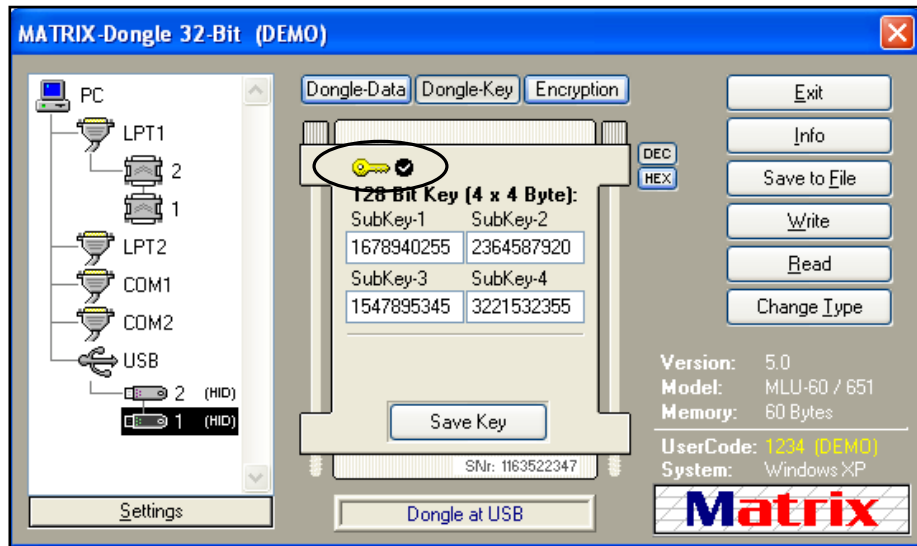 MATRIX-Dongle 32-Bit (DEMO)
PC
LPT1
2
1
LPT2
COM1
COM2
USB
2 (HID)
1 (HID)
Settings
Dongle-Data Dongle-Key Encryption
DEC
HEX
128 Bit Key (4 x 4 Byte):
SubKey-1 SubKey-2
1678940255 2364587920
SubKey-3 SubKey-4
1547895345 3221532355
Save Key
SNr: 1163522347
Dongle at USB
Exit
Info
Save to File
Write
Read
Change Type
Version: 5.0
Model: MLU-60 / 651
Memory: 60 Bytes
UserCode: 1234 (DEMO)
System: Windows XP
Matrix